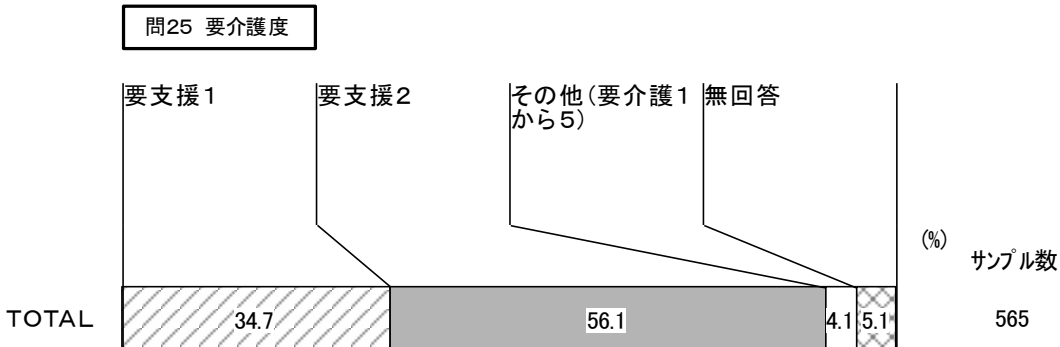 問25 要介護度
要支援1
要支援2
その他(要介護1
から5)
無回答
(%)
サンプル数
TOTAL
34.7
56.1
4.1
5.1
565